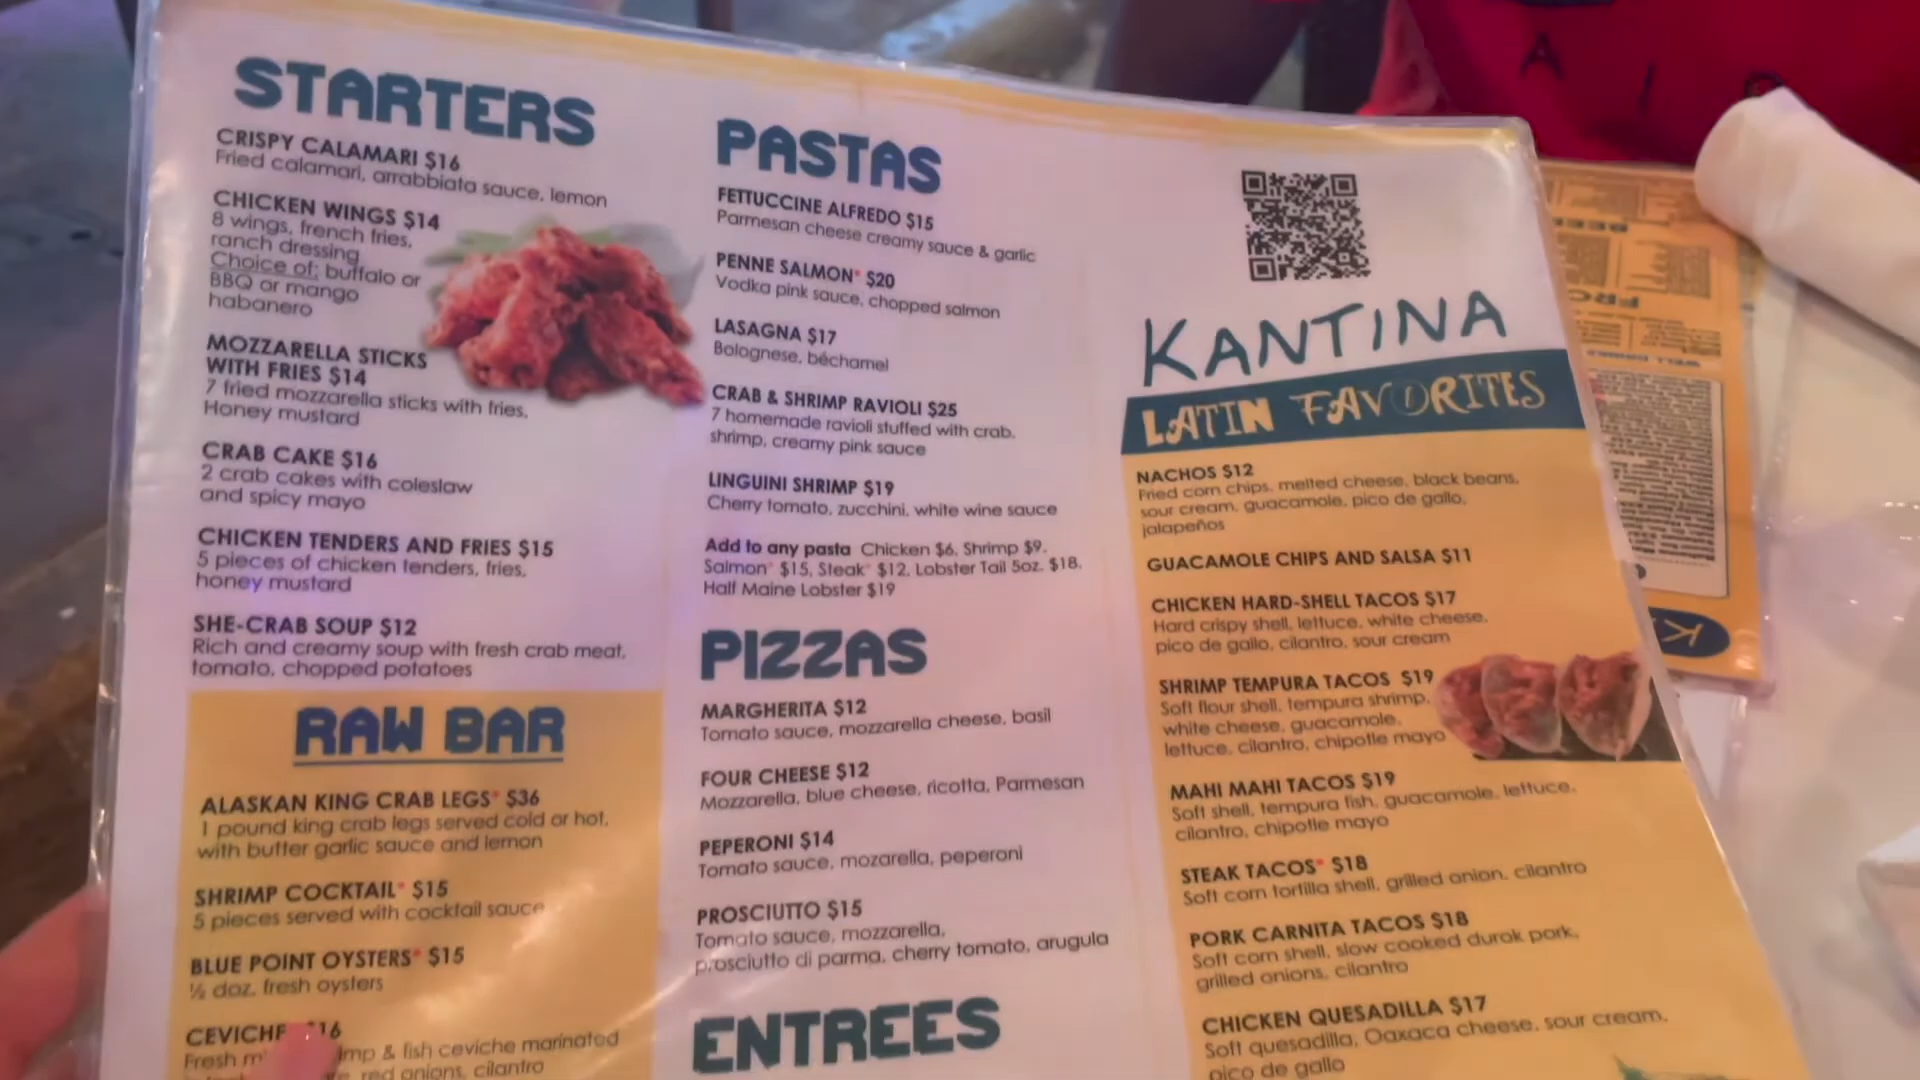 STARTERS
CRISPY CALAMARI $16
Fried calamari, arrabbiata sauce, lemon
CHICKEN WINGS $14
8 wings, french fries,
ranch dressing
Choice of: buffalo or
BBQ or mango
habanero
MOZZARELLA STICKS
WITH FRIES $14
7 fried mozzarella sticks with fries,
Honey mustard
CRAB CAKE $16
2 crab cakes with coleslaw
and spicy mayo
CHICKEN TENDERS AND FRIES $15
5 pieces of chicken tenders, fries,
honey mustard
SHE-CRAB SOUP $12
Rich and creamy soup with fresh crab meat,
tomato, chopped potatoes
RAW BAR
ALASKAN KING CRAB LEGS* $36
1 pound king crab legs served cold or hot,
with butter garlic sauce and lemon
SHRIMP COCKTAIL* $15
5 pieces served with cocktail sauce
BLUE POINT OYSTERS* $15
½ doz. fresh oysters
CEVICHE $16
Fresh & fish ceviche marinated
red onions, cilantro
PASTAS
FETTUCCINE ALFREDO $15
Parmesan cheese creamy sauce & garlic
PENNE SALMON* $20
Vodka pink sauce, chopped salmon
LASAGNA $17
Bolognese, béchamel
CRAB & SHRIMP RAVIOLI $25
7 homemade ravioli stuffed with crab,
shrimp, creamy pink sauce
LINGUINI SHRIMP $19
Cherry tomato, zucchini, white wine sauce
Add to any pasta Chicken $6, Shrimp $9,
Salmon* $15, Steak* $12, Lobster Tail 5oz. $18,
Half Maine Lobster $19
PIZZAS
MARGHERITA $12
Tomato sauce, mozzarella cheese, basil
FOUR CHEESE $12
Mozzarella, blue cheese, ricotta, Parmesan
PEPERONI $14
Tomato sauce, mozarella, peperoni
PROSCIUTTO $15
Tomato sauce, mozzarella,
prosciutto di parma, cherry tomato, arugula
ENTREES
KANTINA
LATIN FAVORITES
NACHOS $12
Fried corn chips, melted cheese, black beans,
sour cream, guacamole, pico de gallo,
jalapeños
GUACAMOLE CHIPS AND SALSA $11
CHICKEN HARD-SHELL TACOS $17
Hard crispy shell, lettuce, white cheese,
pico de gallo, cilantro, sour cream
SHRIMP TEMPURA TACOS $19
Soft flour shell, tempura shrimp,
white cheese, guacamole,
lettuce, cilantro, chipotle mayo
MAHI MAHI TACOS $19
Soft shell, tempura fish, guacamole, lettuce,
cilantro, chipotle mayo
STEAK TACOS* $18
Soft corn tortilla shell, grilled onion, cilantro
PORK CARNITA TACOS $18
Soft corn shell, slow cooked durok pork,
grilled onions, cilantro
CHICKEN QUESADILLA $17
Soft quesadilla, Oaxaca cheese, sour cream,
pico de gallo